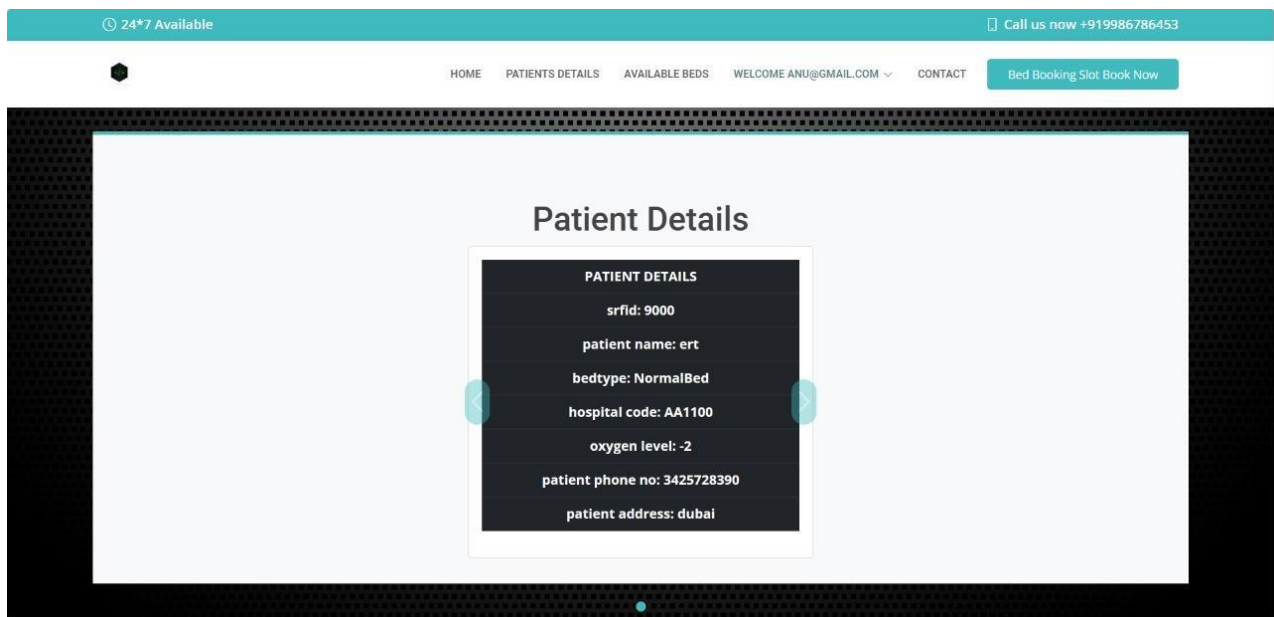 24*7 Available
Call us now +919986786453
HOME PATIENTS DETAILS AVAILABLE BEDS WELCOME ANU@GMAIL.COM CONTACT Bed Booking Slot Book Now
Patient Details
PATIENT DETAILS
srfid: 9000
patient name: ert
bedtype: NormalBed
hospital code: AA1100
oxygen level: -2
patient phone no: 3425728390
patient address: dubai